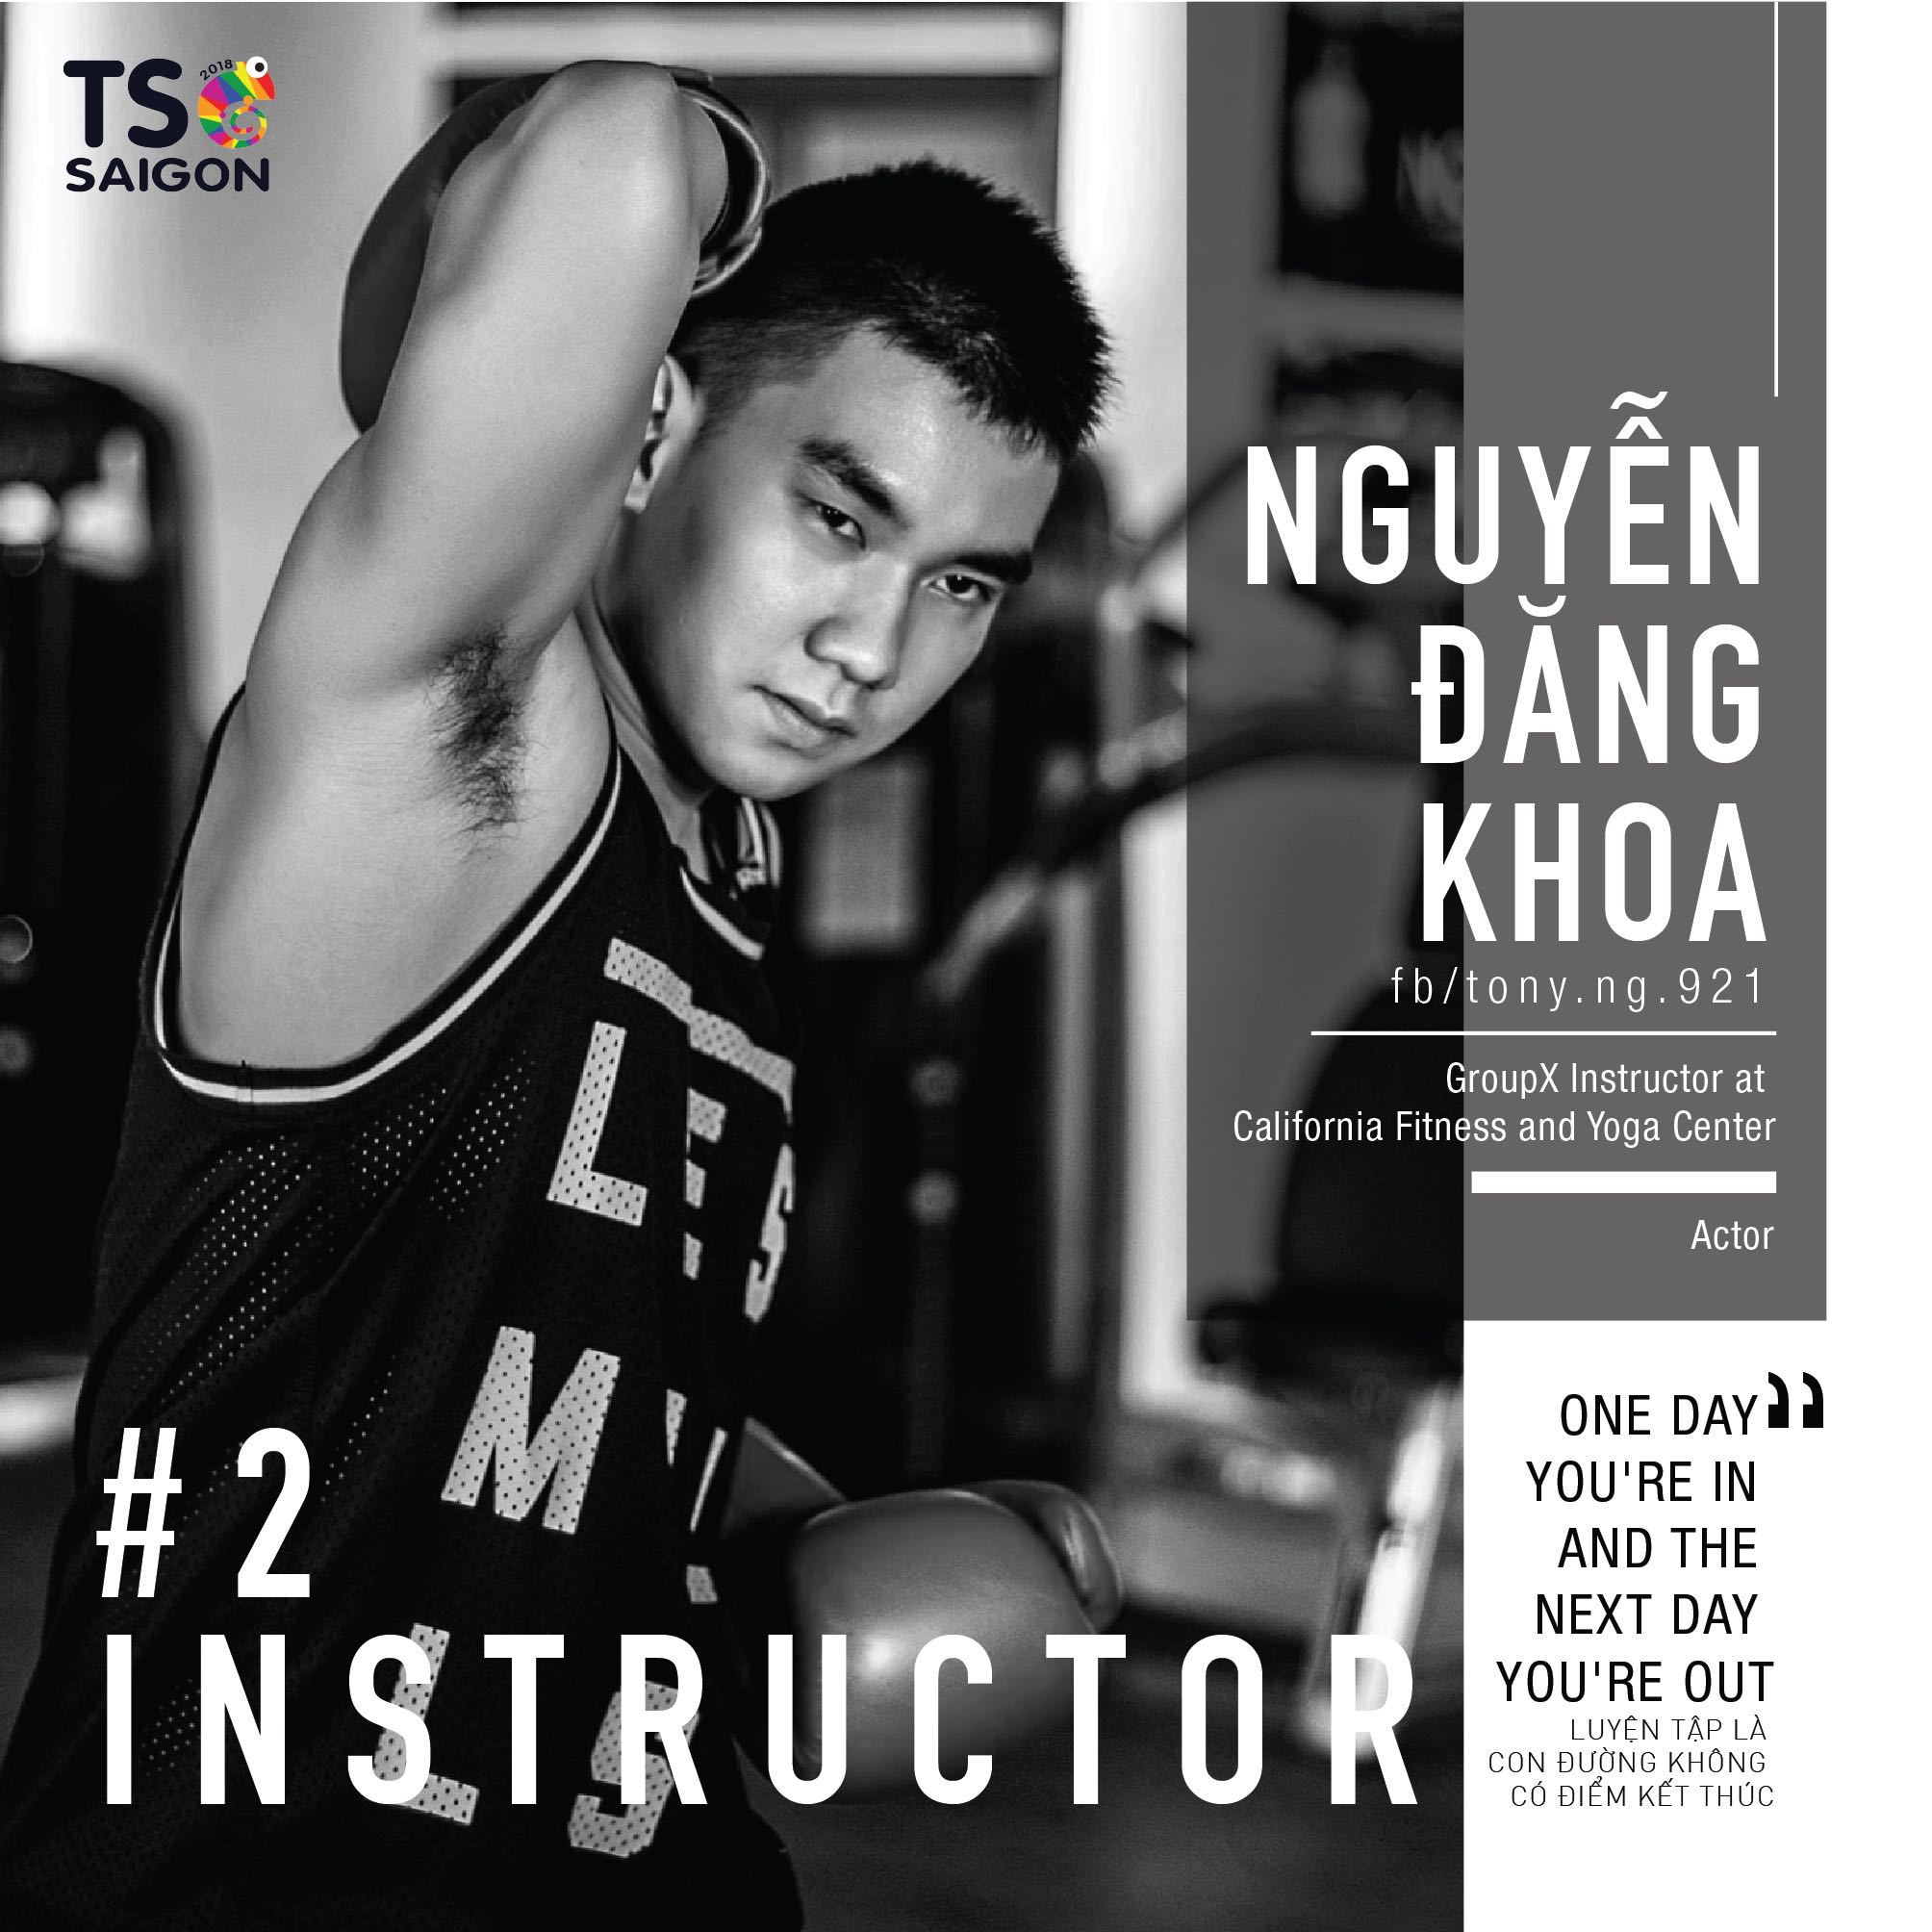 TSG
2018
SAIGON
NGUYỄN
ĐĂNG
KHOA
fb/tony.ng.921
GroupX Instructor at
California Fitness and Yoga Center
Actor
#2
INSTRUCTOR
ONE DAY"
YOU'RE IN
AND THE
NEXT DAY
YOU'RE OUT
LUYỆN TẬP LÀ
CON ĐƯỜNG KHÔNG
CÓ ĐIỂM KẾT THÚC